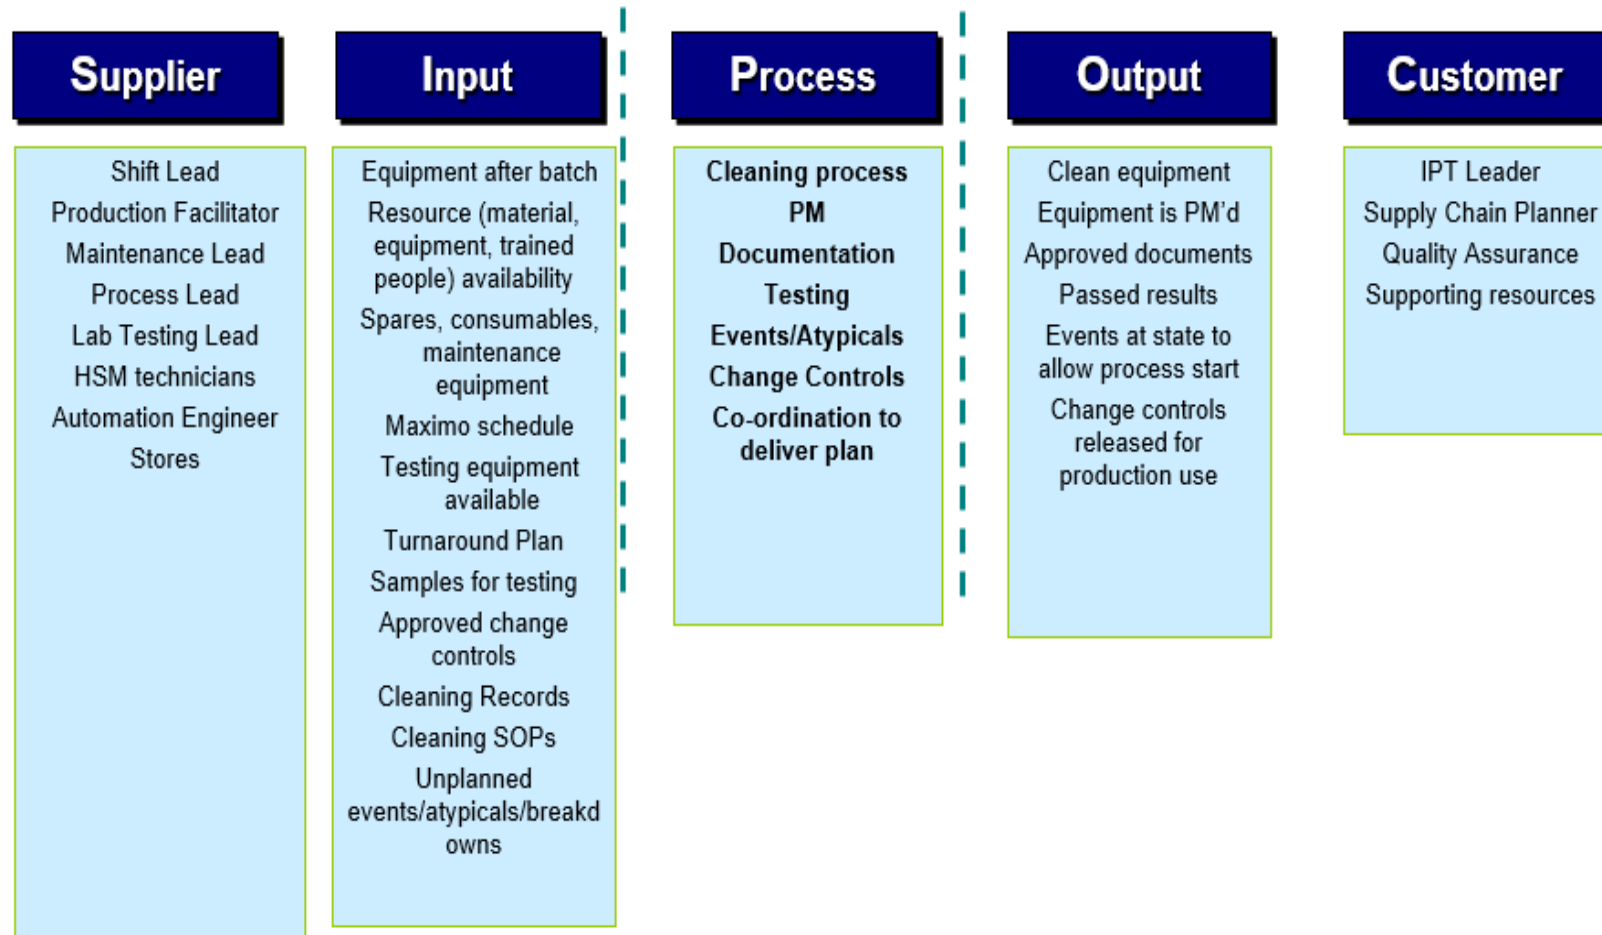 Supplier
Shift Lead
Production Facilitator
Maintenance Lead
Process Lead
Lab Testing Lead
HSM technicians
Automation Engineer
Stores
Input
Equipment after batch
Resource (material,
equipment, trained
people) availability
Spares, consumables,
maintenance
equipment
Maximo schedule
Testing equipment
available
Turnaround Plan
Samples for testing
Approved change
controls
Cleaning Records
Cleaning SOPs
Unplanned
events/atypicals/breakd
owns
Process
Cleaning process
PM
Documentation
Testing
Events/Atypicals
Change Controls
Co-ordination to
deliver plan
Output
Clean equipment
Equipment is PM’d
Approved documents
Passed results
Events at state to
allow process start
Change controls
released for
production use
Customer
IPT Leader
Supply Chain Planner
Quality Assurance
Supporting resources